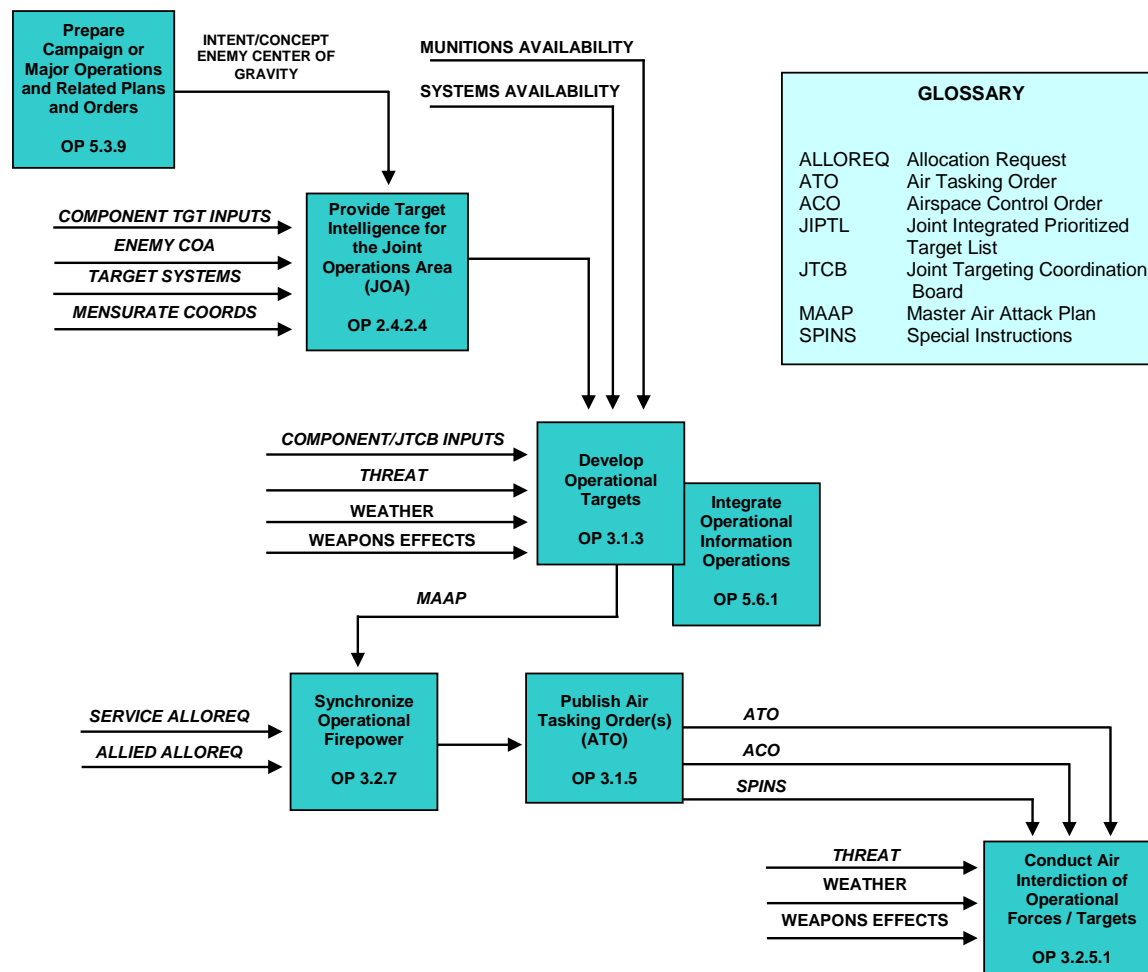 Prepare
Campaign or
Major Operations
and Related Plans
and Orders
OP 5.3.9
INTENT/CONCEPT
ENEMY CENTER OF
GRAVITY
MUNITIONS AVAILABILITY
SYSTEMS AVAILABILITY
GLOSSARY
ALLOREQ Allocation Request
ATO Air Tasking Order
ACO Airspace Control Order
JIPTL Joint Integrated Prioritized
Target List
JTCB Joint Targeting Coordination
Board
MAAP Master Air Attack Plan
SPINS Special Instructions
COMPONENT TGT INPUTS
ENEMY COA
TARGET SYSTEMS
MENSURATE COORDS
Provide Target
Intelligence for
the Joint
Operations Area
(JOA)
OP 2.4.2.4
COMPONENT/JTCB INPUTS
THREAT
WEATHER
WEAPONS EFFECTS
Develop
Operational
Targets
OP 3.1.3
Integrate
Operational
Information
Operations
OP 5.6.1
MAAP
SERVICE ALLOREQ
ALLIED ALLOREQ
Synchronize
Operational
Firepower
OP 3.2.7
Publish Air
Tasking Order(s)
(ATO)
OP 3.1.5
ATO
ACO
SPINS
THREAT
WEATHER
WEAPONS EFFECTS
Conduct Air
Interdiction of
Operational
Forces / Targets
OP 3.2.5.1